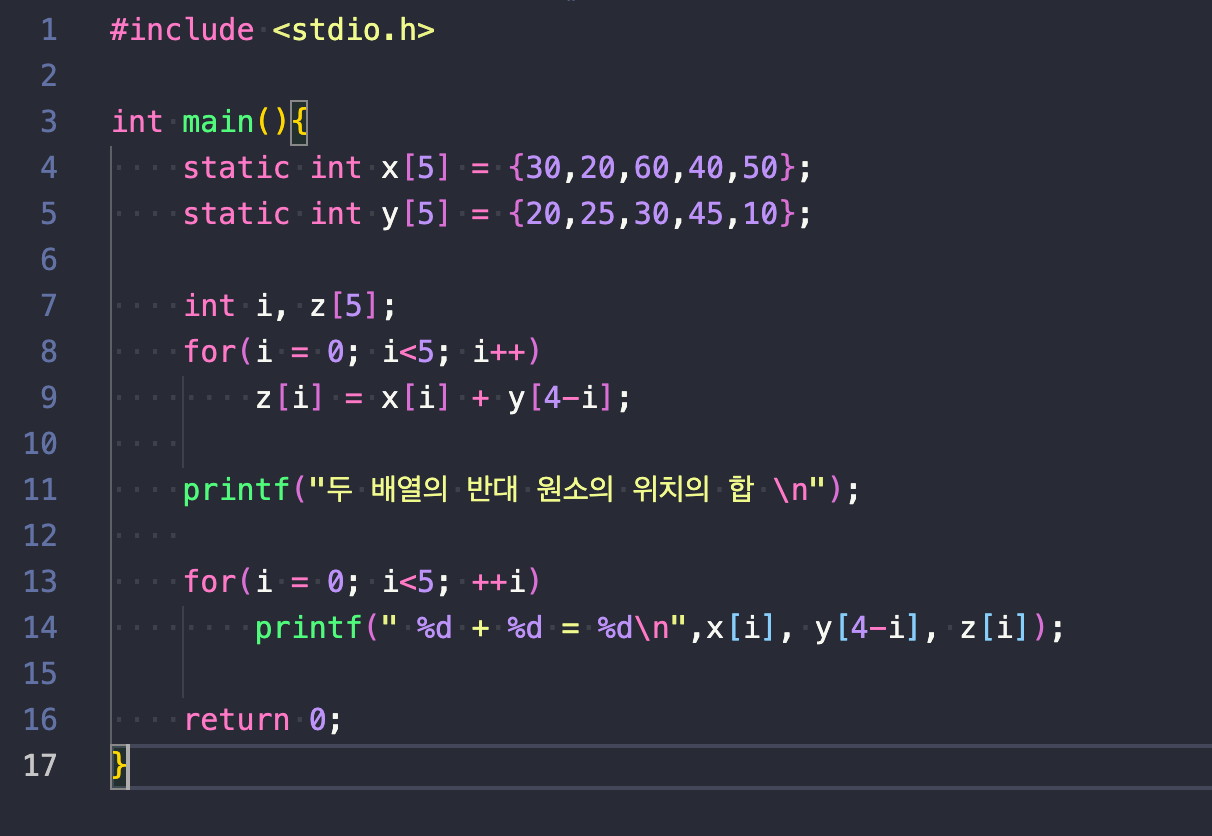 1 #include <stdio.h>
2
3 int main(){
4     static int x[5] = {30,20,60,40,50};
5     static int y[5] = {20,25,30,45,10};
6
7     int i, z[5];
8     for(i = 0; i<5; i++)
9         z[i] = x[i] + y[4-i];
10
11     printf("두 배열의 반대 원소의 위치의 합 \n");
12
13     for(i = 0; i<5; ++i)
14         printf(" %d + %d = %d\n",x[i], y[4-i], z[i]);
15
16     return 0;
17 }